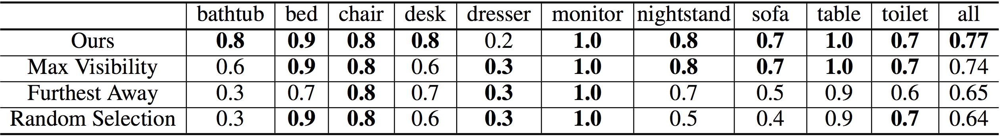 bathtub bed chair desk dresser monitor nightstand sofa table toilet all
Ours 0.8 0.9 0.8 0.8 0.2 1.0 0.8 0.7 1.0 0.7 0.77
Max Visibility 0.6 0.9 0.8 0.6 0.3 1.0 0.8 0.7 1.0 0.7 0.74
Furthest Away 0.3 0.7 0.8 0.7 0.3 1.0 0.7 0.5 0.9 0.6 0.65
Random Selection 0.3 0.9 0.8 0.6 0.3 1.0 0.5 0.4 0.9 0.7 0.64